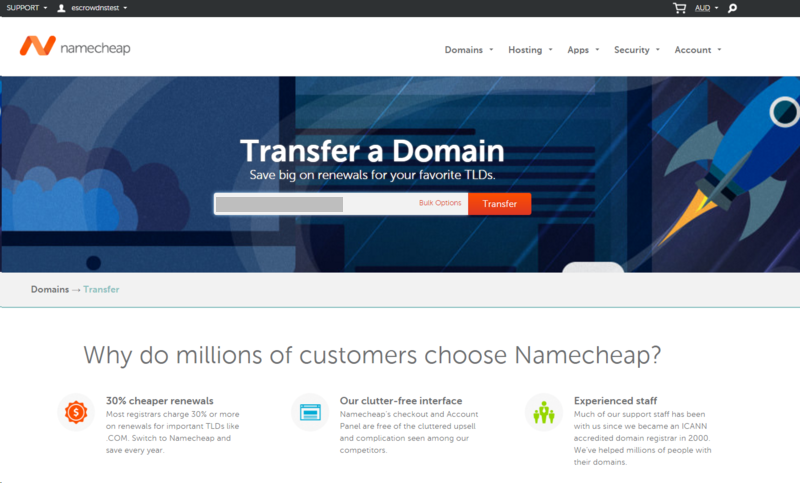 SUPPORT escrowdnstest AUD
namecheap Domains Hosting Apps Security Account
Transfer a Domain
Save big on renewals for your favorite TLDs.
Bulk Options Transfer
Domains → Transfer
Why do millions of customers choose Namecheap?
30% cheaper renewals
Most registrars charge 30% or more
on renewals for important TLDs like
.COM. Switch to Namecheap and
save every year.
Our clutter-free interface
Namecheap's checkout and Account
Panel are free of the cluttered upsell
and complication seen among our
competitors.
Experienced staff
Much of our support staff has been
with us since we became an ICANN
accredited domain registrar in 2000.
We've helped millions of people with
their domains.